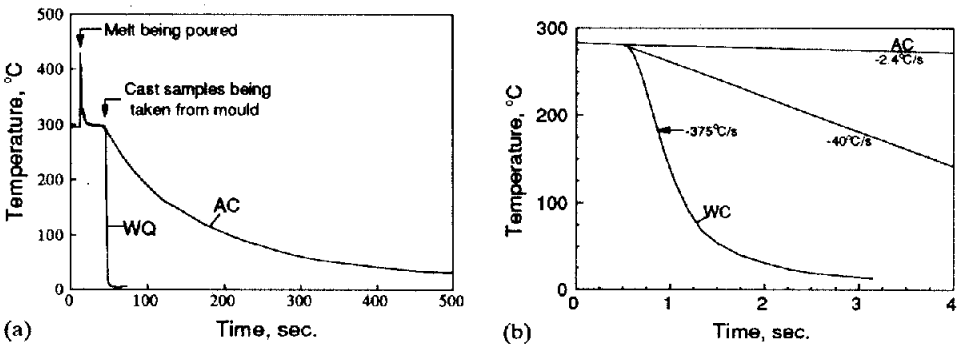 500
400
300
200
100
0
Temperature, °C
Melt being poured
Cast samples being
taken from mould
AC
WQ
0
100
200
300
400
500
Time, sec.
(a)
300
200
100
0
Temperature, °C
AC
-2.4°C/s
-375°C/s
-40°C/s
WC
0
1
2
3
4
Time, sec.
(b)